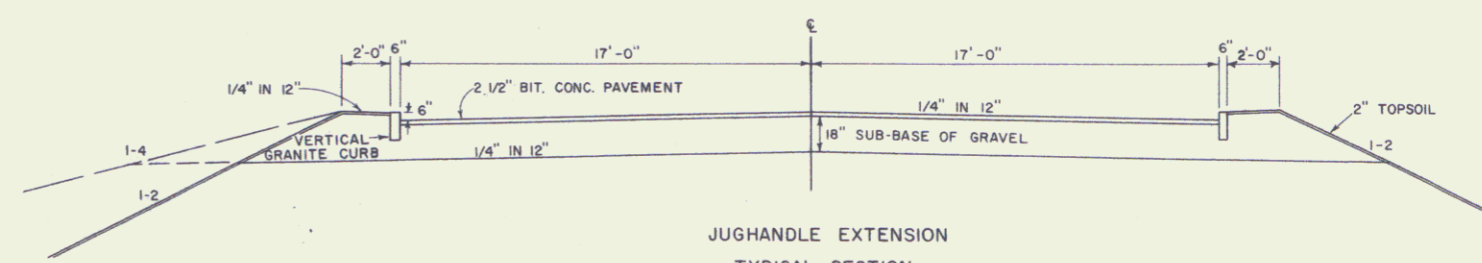 ℄
2'-0" 6" 17'-0" 17'-0" 6" 2'-0"
1/4" IN 12"
2 1/2" BIT. CONC. PAVEMENT
6"
1/4" IN 12"
2" TOPSOIL
VERTICAL
GRANITE CURB
18" SUB-BASE OF GRAVEL
1-4
1/4" IN 12"
1-2
1-2
JUGHANDLE EXTENSION
TYPICAL SECTION